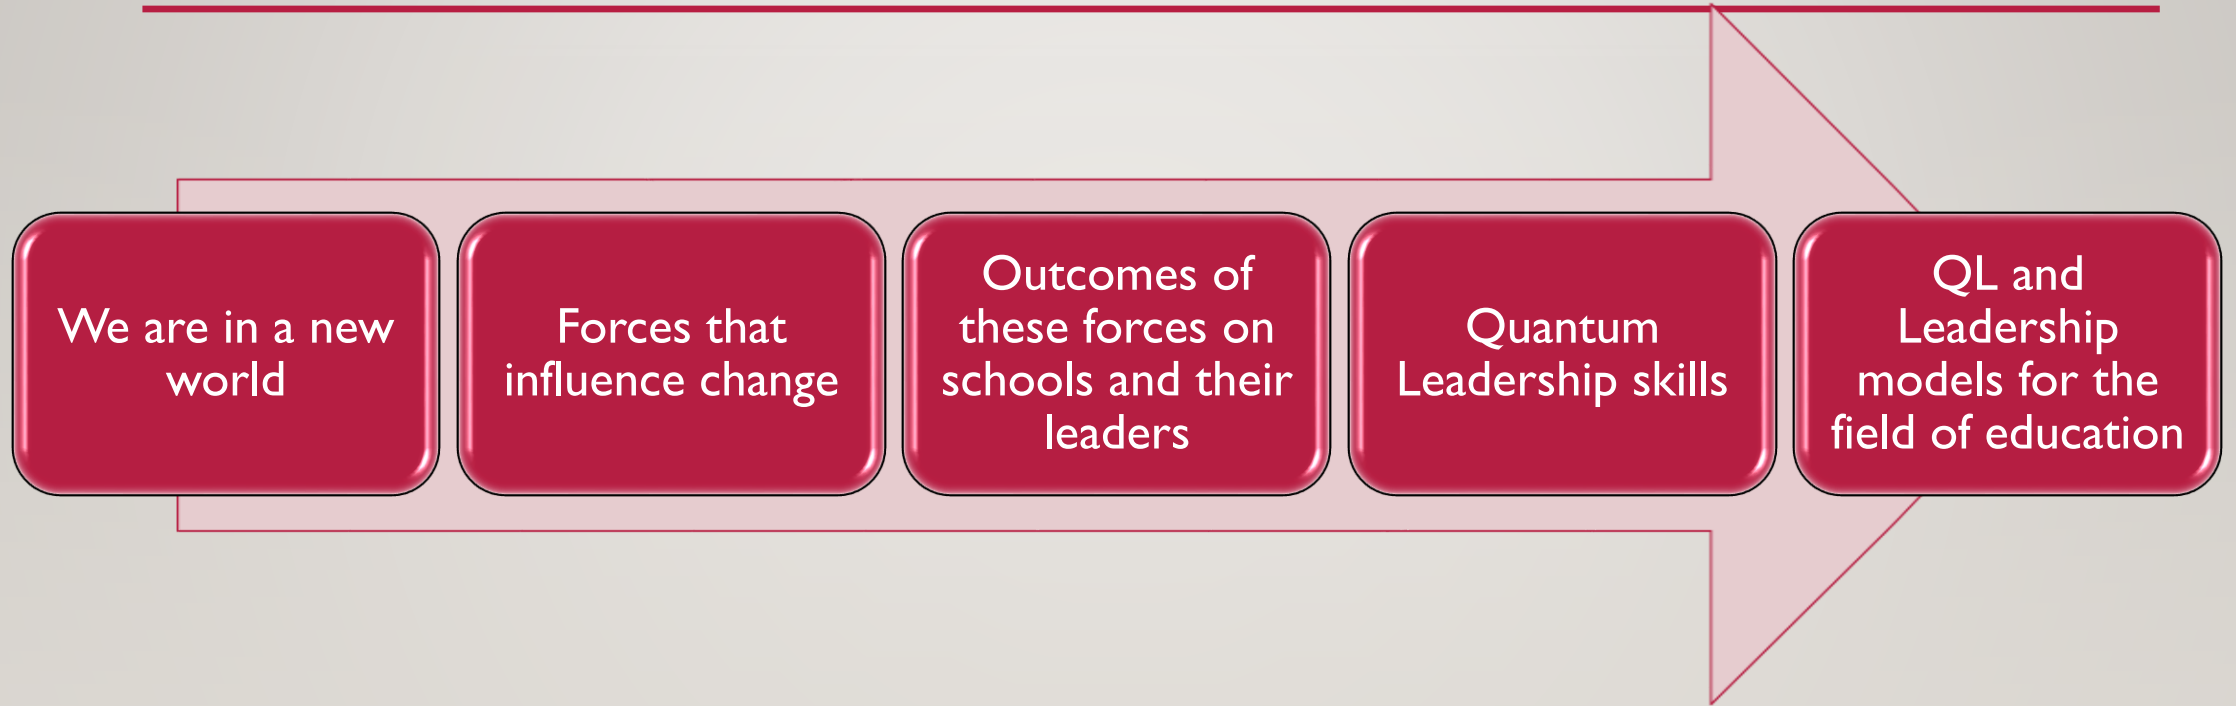 We are in a new
world
Forces that
influence change
Outcomes of
these forces on
schools and their
leaders
Quantum
Leadership skills
QL and
Leadership
models for the
field of education